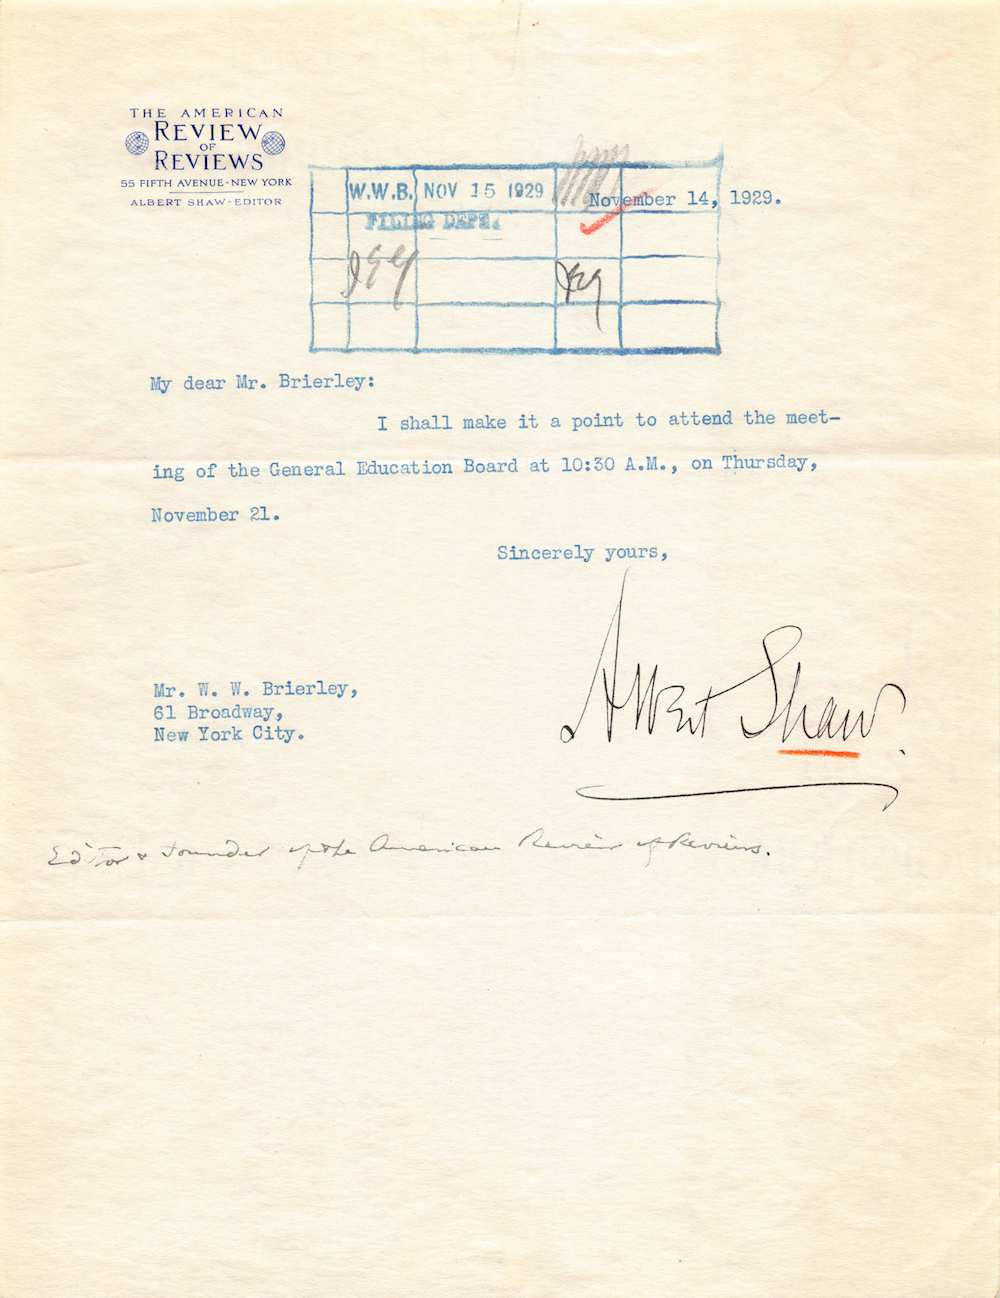 THE AMERICAN
REVIEW
OF
REVIEWS
55 FIFTH AVENUE-NEW YORK
ALBERT SHAW-EDITOR
W.W.B. NOV 15 1929
November 14, 1929.
FILING DEPT.
My dear Mr. Brierley:
I shall make it a point to attend the meet-
ing of the General Education Board at 10:30 A.M., on Thursday,
November 21.
Sincerely yours,
Albert Shaw.
Mr. W. W. Brierley,
61 Broadway,
New York City.
Editor & founder of the American Review of Reviews.